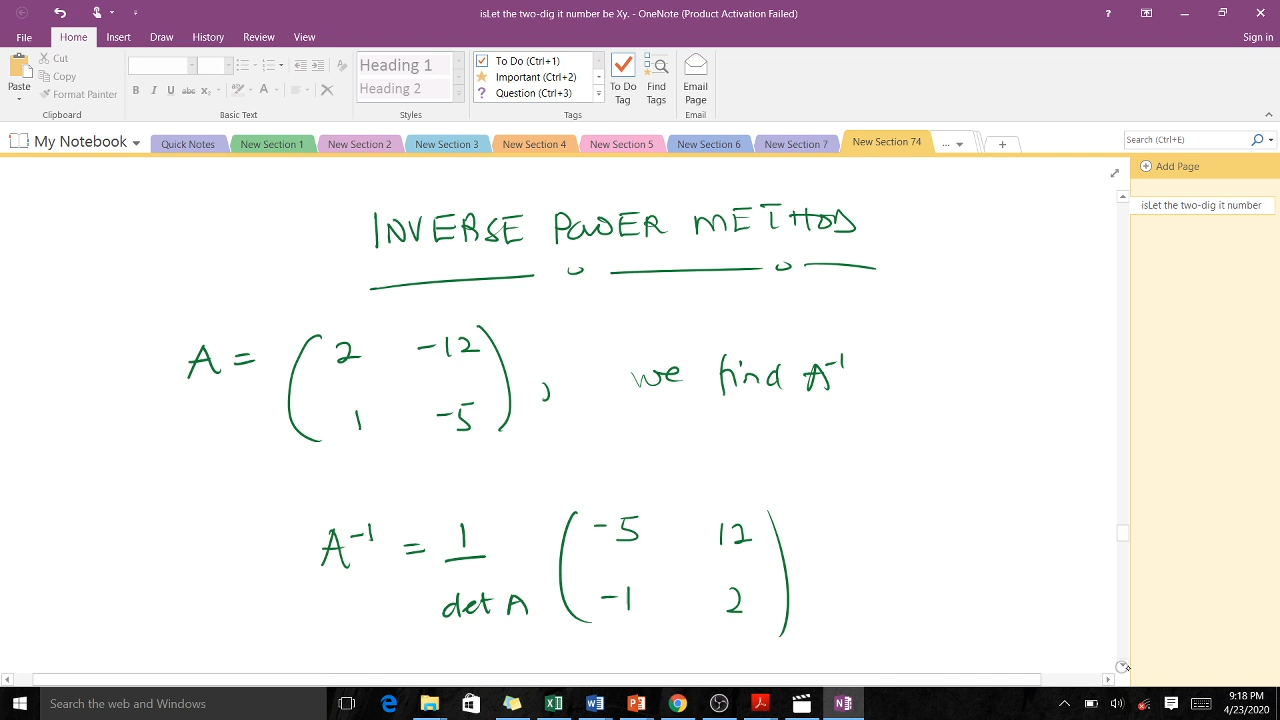 isLet the two-dig it number be Xy. - OneNote (Product Activation Failed)
File Home Insert Draw History Review View Sign in
Paste Cut Copy Format Painter
B I U abc
Heading 1
Heading 2
To Do (Ctrl+1)
Important (Ctrl+2)
Question (Ctrl+3)
To Do Tag
Find Tags
Email Page
Clipboard Basic Text Styles Tags Email
My Notebook Quick Notes New Section 1 New Section 2 New Section 3 New Section 4 New Section 5 New Section 6 New Section 7 New Section 74 ... Search (Ctrl+E)
Add Page
isLet the two-dig it number
INVERSE POWER METHOD
A = ( 2 -12
1 -5 ) , we find A⁻¹
A⁻¹ = 1 ( -5 12
det A -1 2 )
Search the web and Windows
9:18 PM
4/23/2020